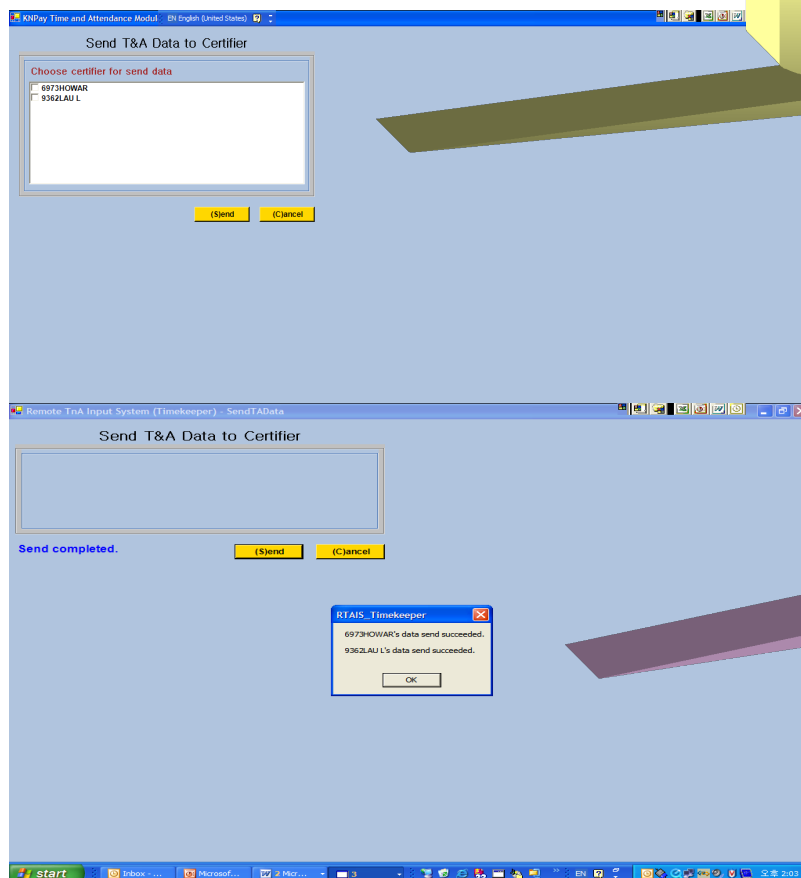 KNPay Time and Attendance Modul EN English (United States)
Send T&A Data to Certifier
Choose certifier for send data
6973HOWAR
9362LAU L
(S)end (C)ancel
Remote TnA Input System (Timekeeper) - SendTAData
Send T&A Data to Certifier
Send completed.
(S)end (C)ancel
RTAIS_Timekeeper
6973HOWAR's data send succeeded.
9362LAU L's data send succeeded.
OK
start Inbox - ... Microsof... 2 Micr... 3 EN 오후 2:03